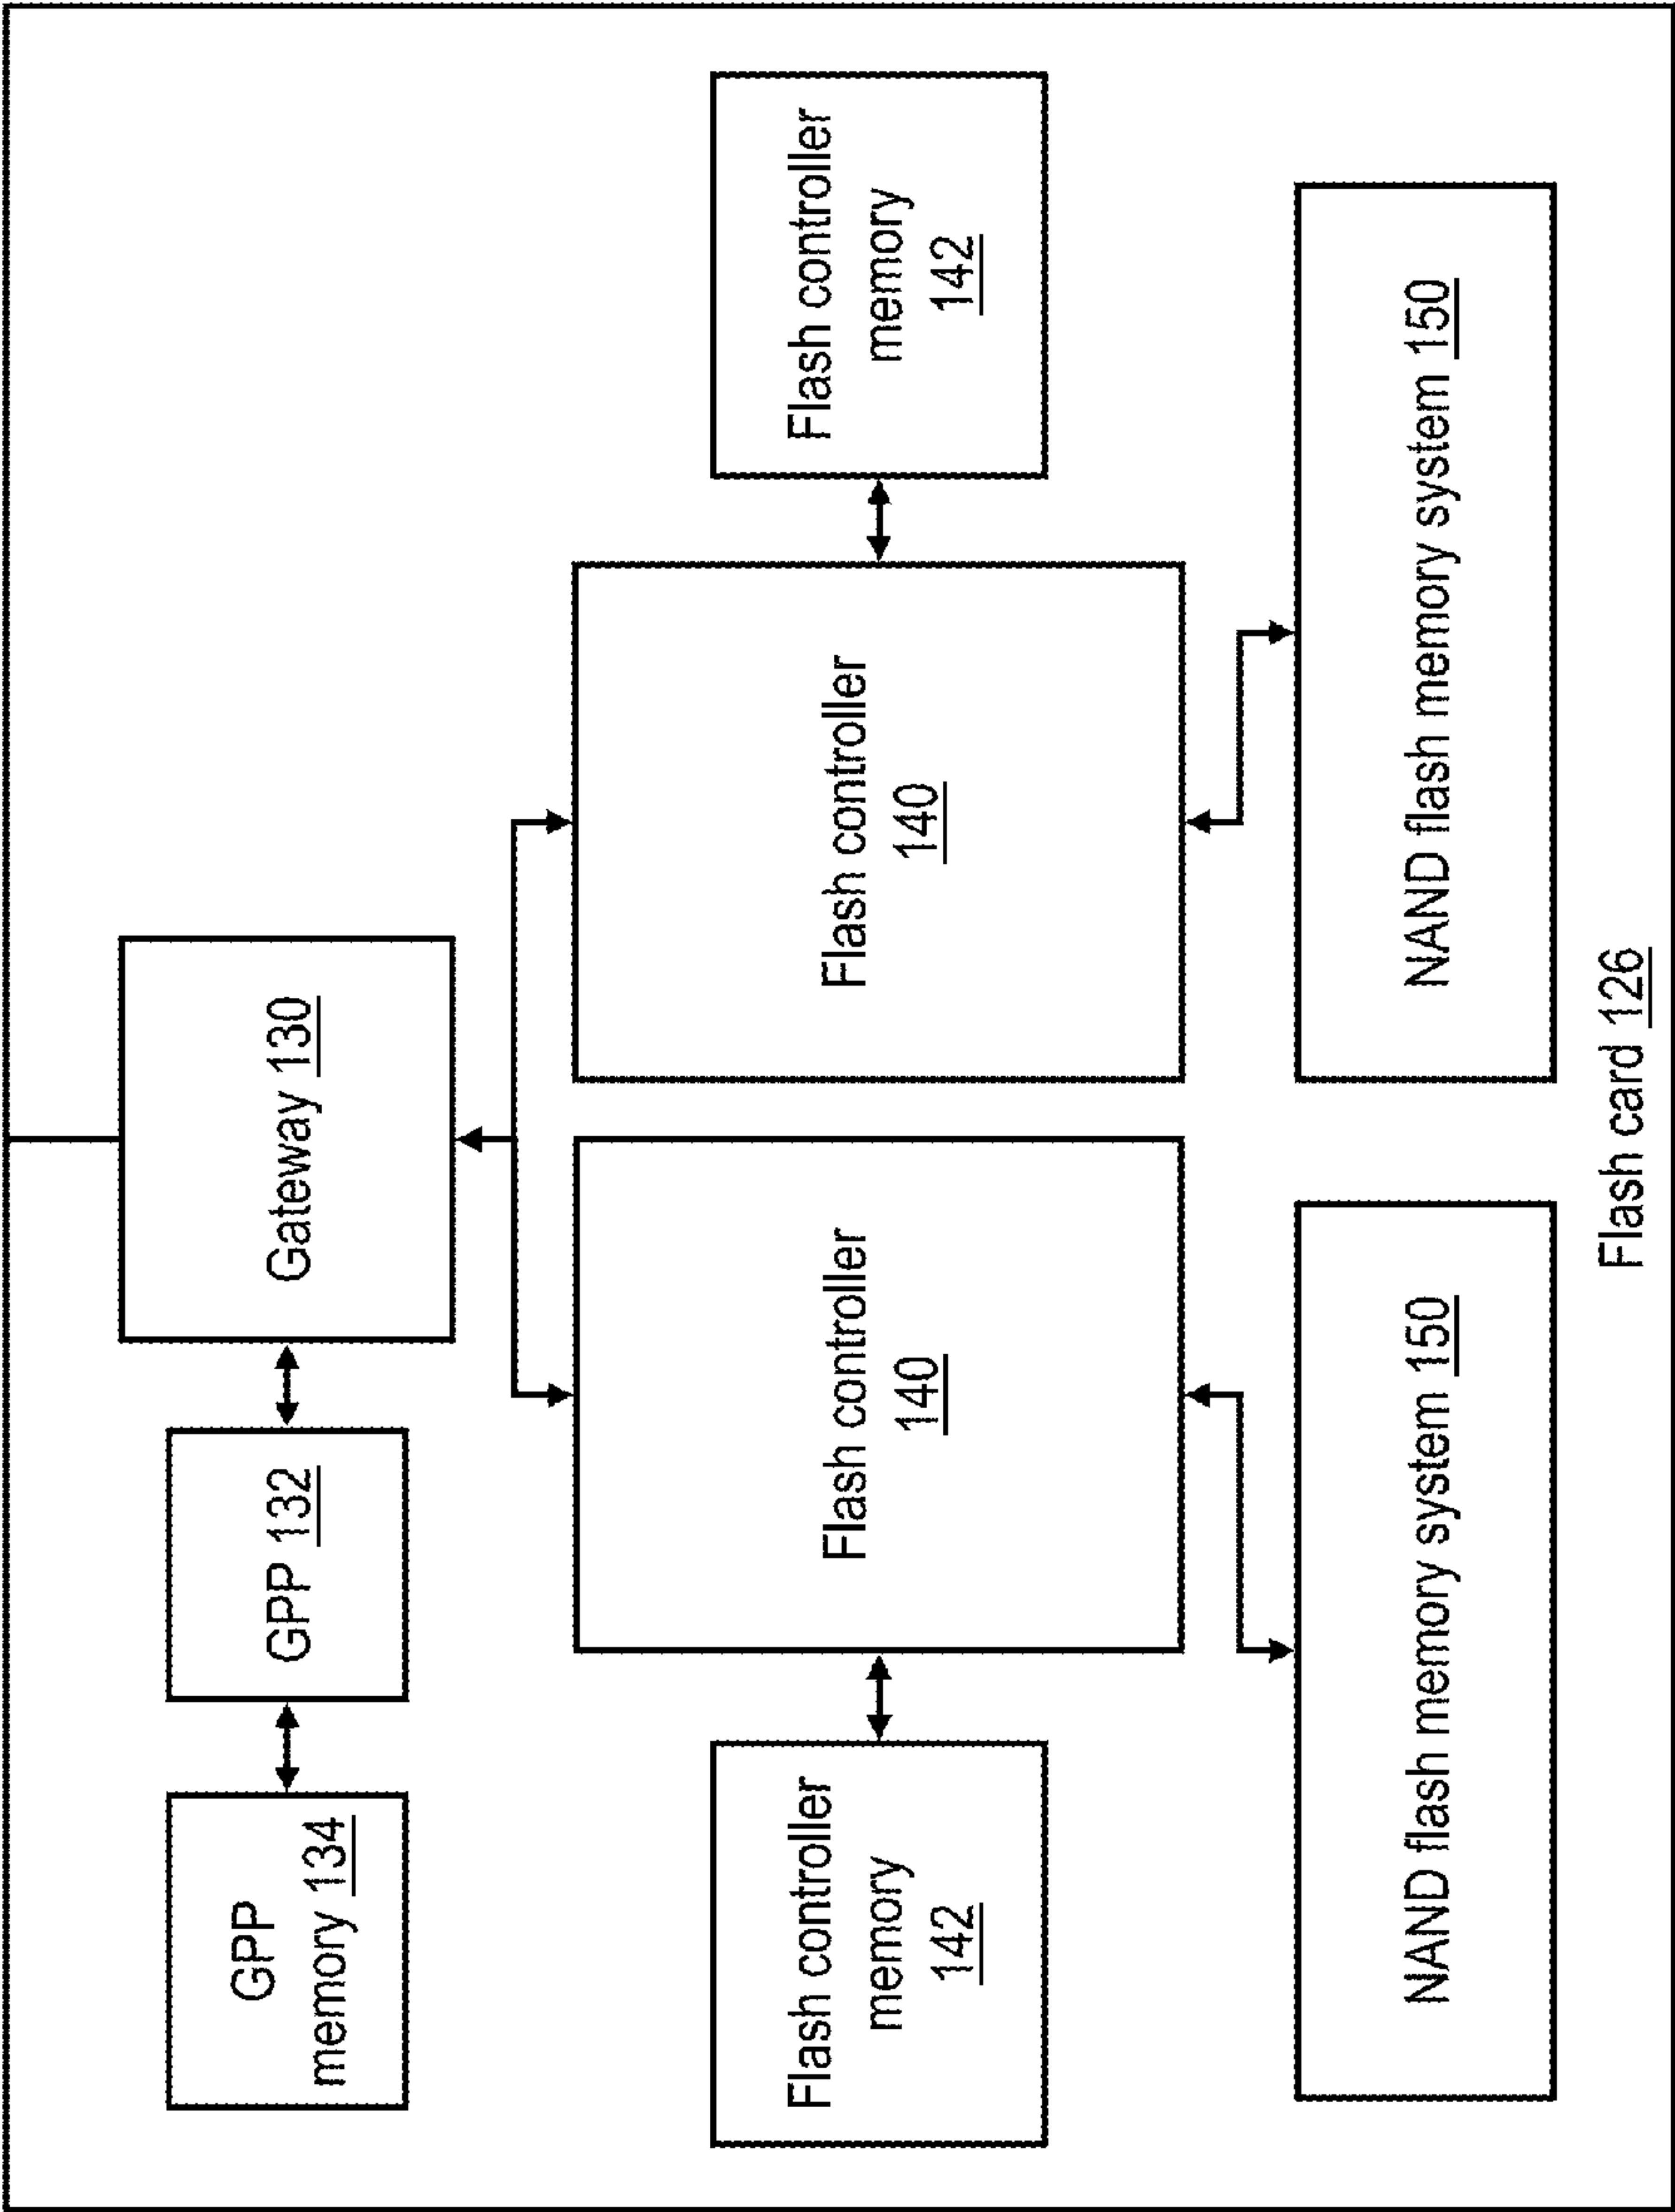 GPP
memory 134
GPP 132
Gateway 130
Flash controller
memory
142
Flash controller
140
Flash controller
140
Flash controller
memory
142
NAND flash memory system 150
NAND flash memory system 150
Flash card 126